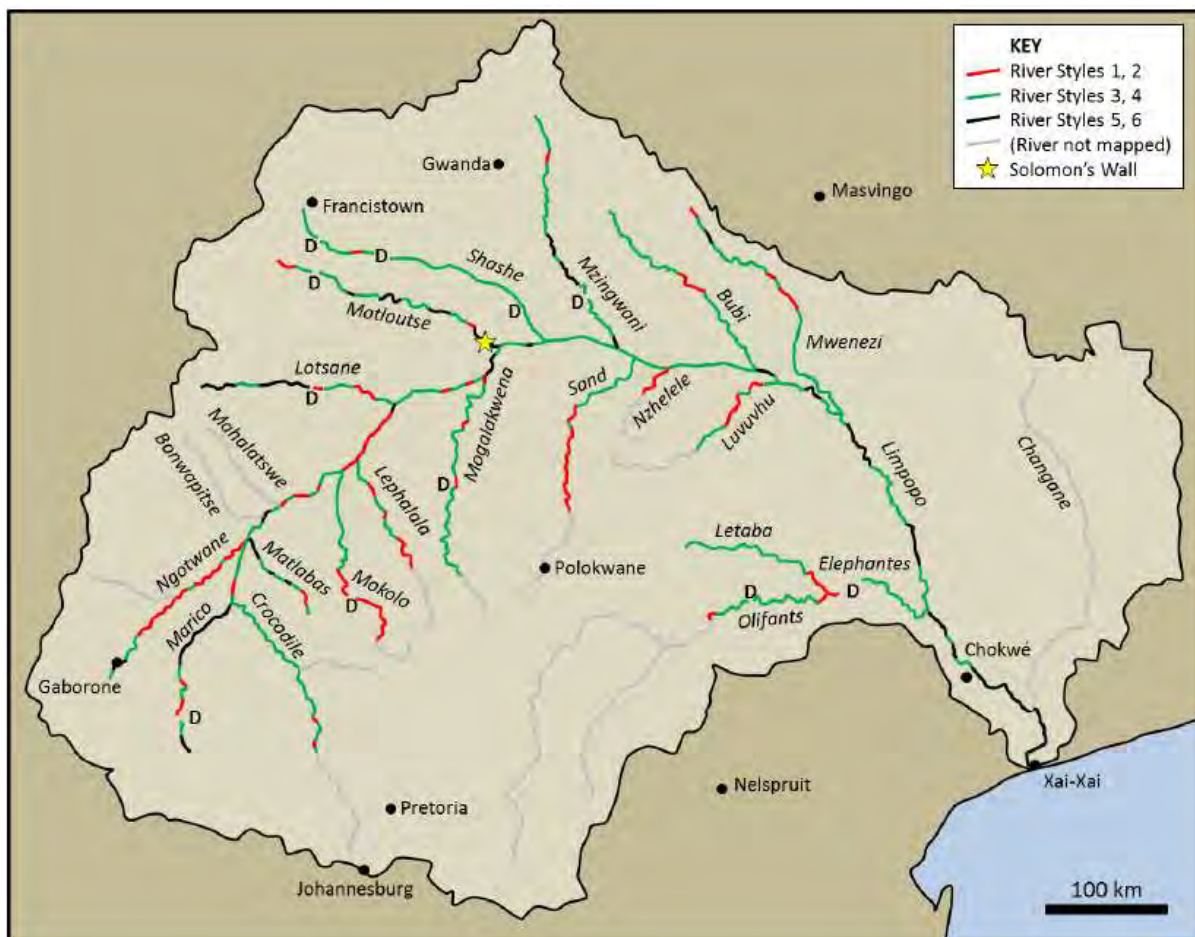 KEY
River Styles 1, 2
River Styles 3, 4
River Styles 5, 6
(River not mapped)
Solomon's Wall
Gwanda
Masvingo
Francistown
D
D
Shashe
Mzingwani
D
D
D
Motloutse
Bubi
Mwenezi
Lotsane
D
Sand
Nzhelele
Luvuvhu
Mogalakwena
Mahalatswe
Bonwapitse
Lephalala
D
Limpopo
Changane
Ngotwane
Matlabas
Mokolo
D
Polokwane
Letaba
Elephantes
D
D
Olifants
Marico
Crocodile
Gaborone
D
Chokwé
Xai-Xai
Nelspruit
Pretoria
Johannesburg
100 km